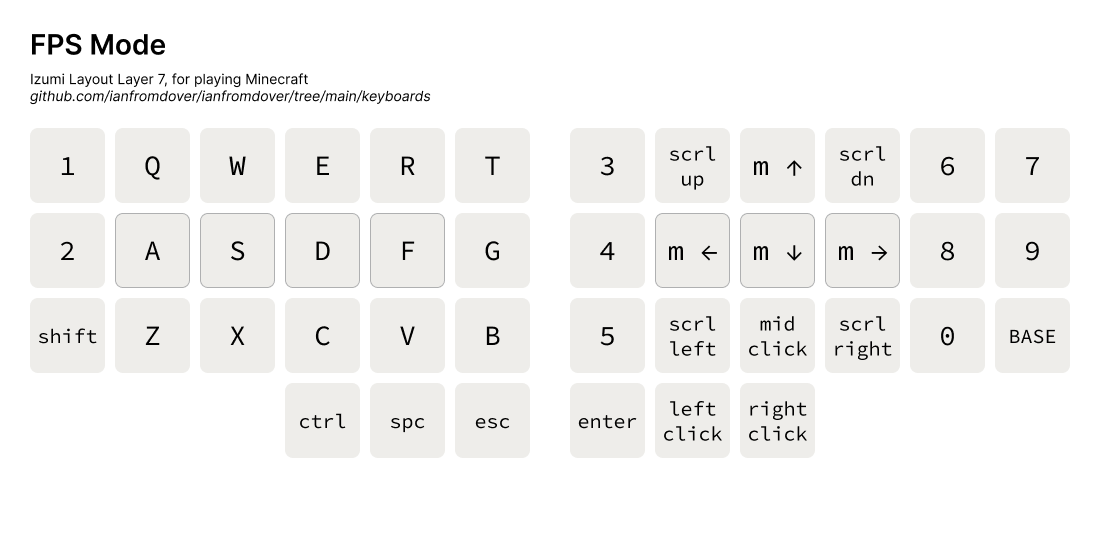 FPS Mode
Izumi Layout Layer 7, for playing Minecraft
github.com/ianfromdover/ianfromdover/tree/main/keyboards
1 Q W E R T 3 scrl up m ↑ scrl dn 6 7
2 A S D F G 4 m ← m ↓ m → 8 9
shift Z X C V B 5 scrl left mid click scrl right 0 BASE
ctrl spc esc enter left click right click